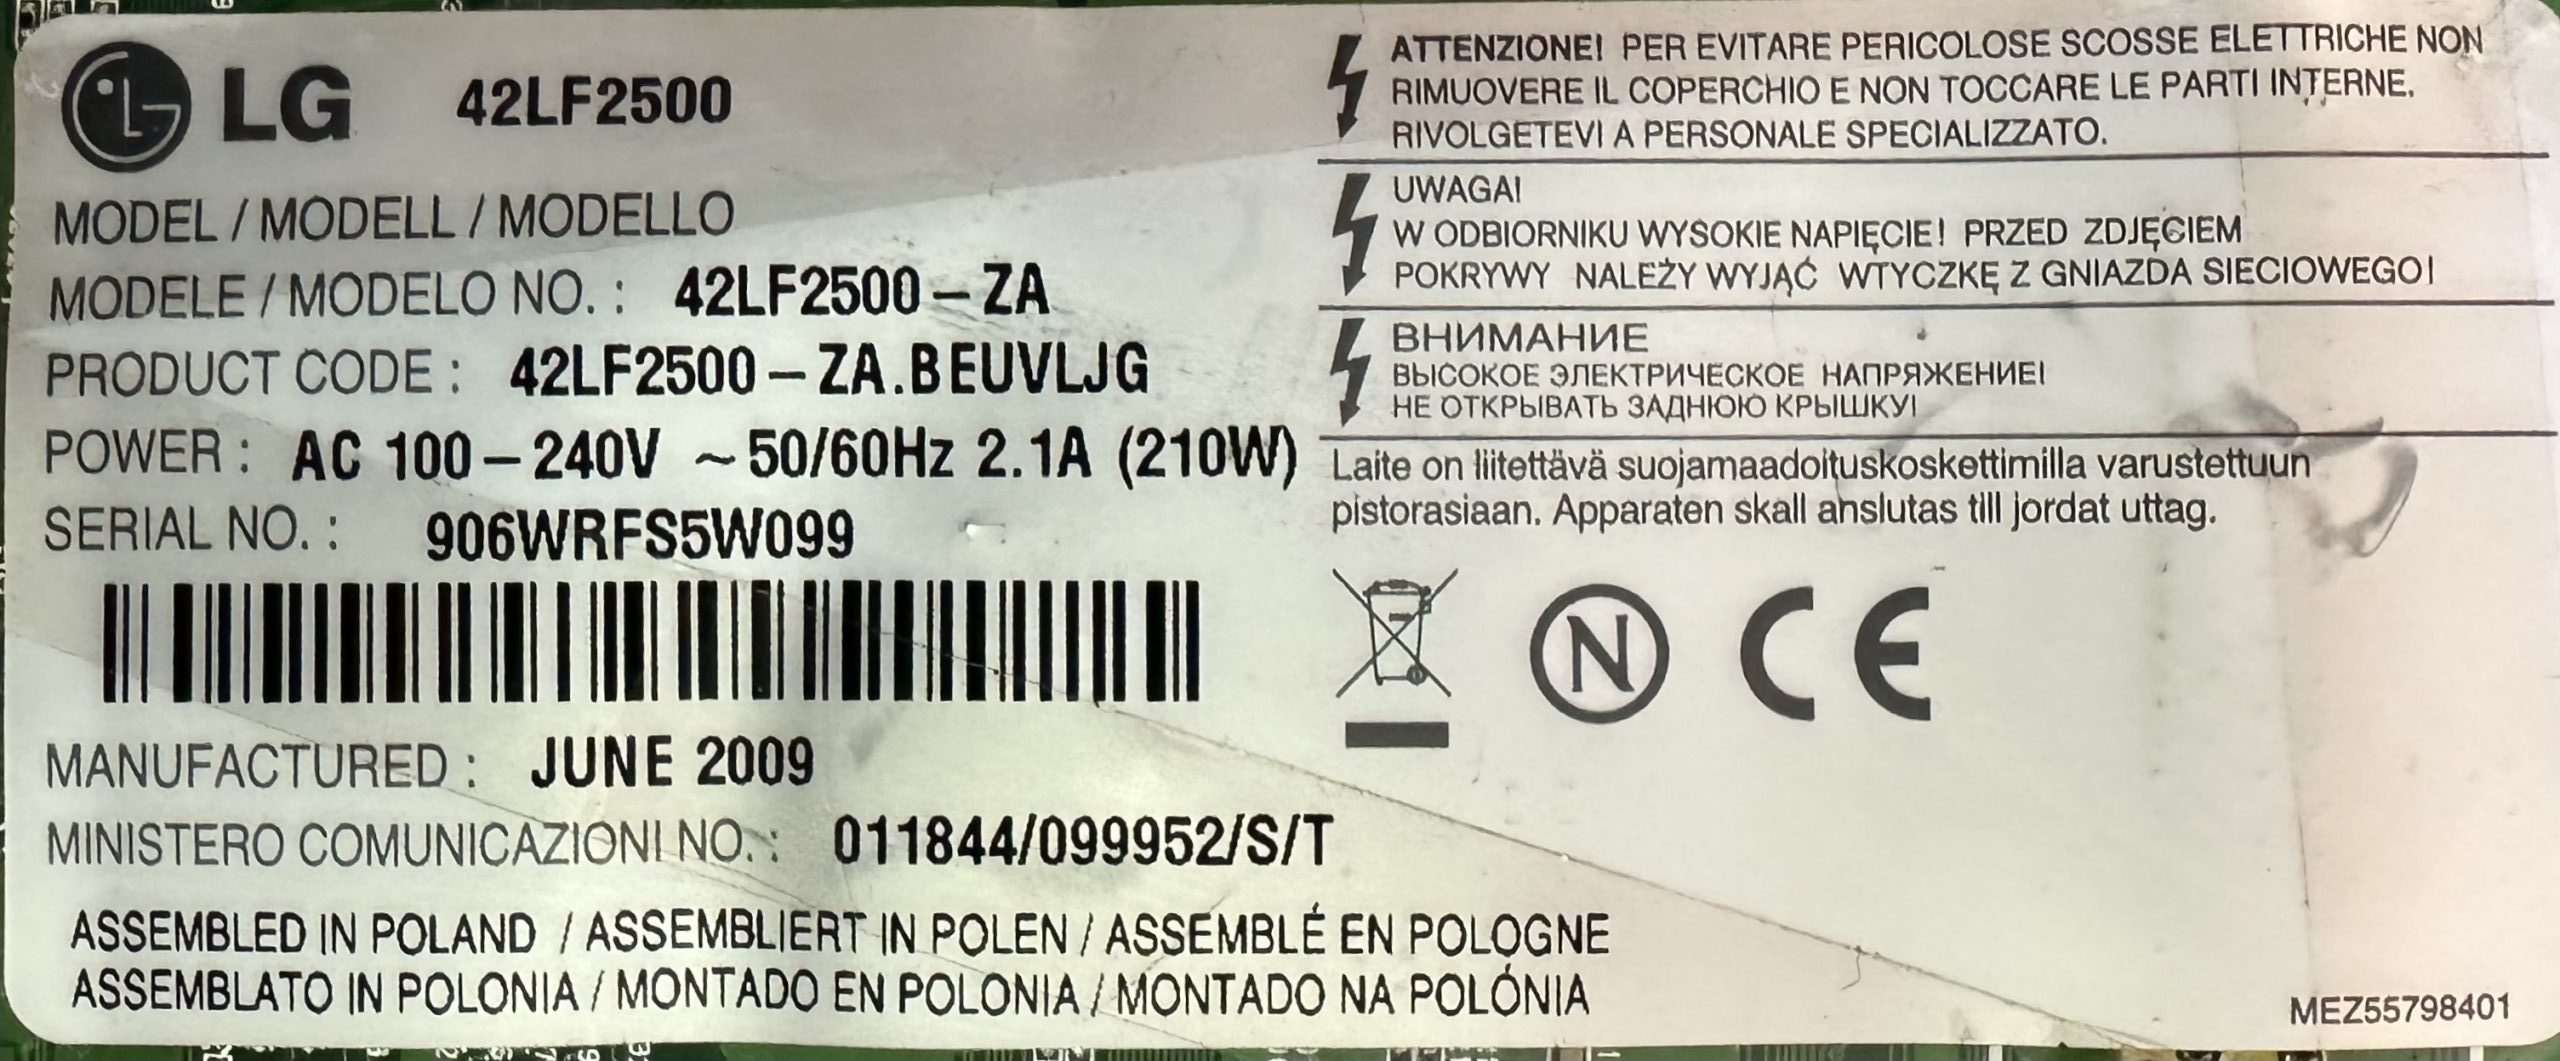 LG 42LF2500
MODEL / MODELL / MODELLO
MODELE / MODELO NO. : 42LF2500 – ZA
PRODUCT CODE : 42LF2500 – ZA.BEUVLJG
POWER : AC 100 – 240V ~ 50/60Hz 2.1A (210W)
SERIAL NO. : 906WRFS5W099
MANUFACTURED : JUNE 2009
MINISTERO COMUNICAZIONI NO. : 011844/099952/S/T
ASSEMBLED IN POLAND / ASSEMBLIERT IN POLEN / ASSEMBLÉ EN POLOGNE
ASSEMBLATO IN POLONIA / MONTADO EN POLONIA / MONTADO NA POLÓNIA
ATTENZIONE! PER EVITARE PERICOLOSE SCOSSE ELETTRICHE NON
RIMUOVERE IL COPERCHIO E NON TOCCARE LE PARTI INTERNE.
RIVOLGETEVI A PERSONALE SPECIALIZZATO.
UWAGA!
W ODBIORNIKU WYSOKIE NAPIĘCIE! PRZED ZDJĘCIEM
POKRYWY NALEŻY WYJĄĆ WTYCZKĘ Z GNIAZDA SIECIOWEGO!
ВНИМАНИЕ
ВЫСОКОЕ ЭЛЕКТРИЧЕСКОЕ НАПРЯЖЕНИЕ!
НЕ ОТКРЫВАТЬ ЗАДНЮЮ КРЫШКУ!
Laite on liitettävä suojamaadoituskoskettimilla varustettuun
pistorasiaan. Apparaten skall anslutas till jordat uttag.
N CE
MEZ55798401